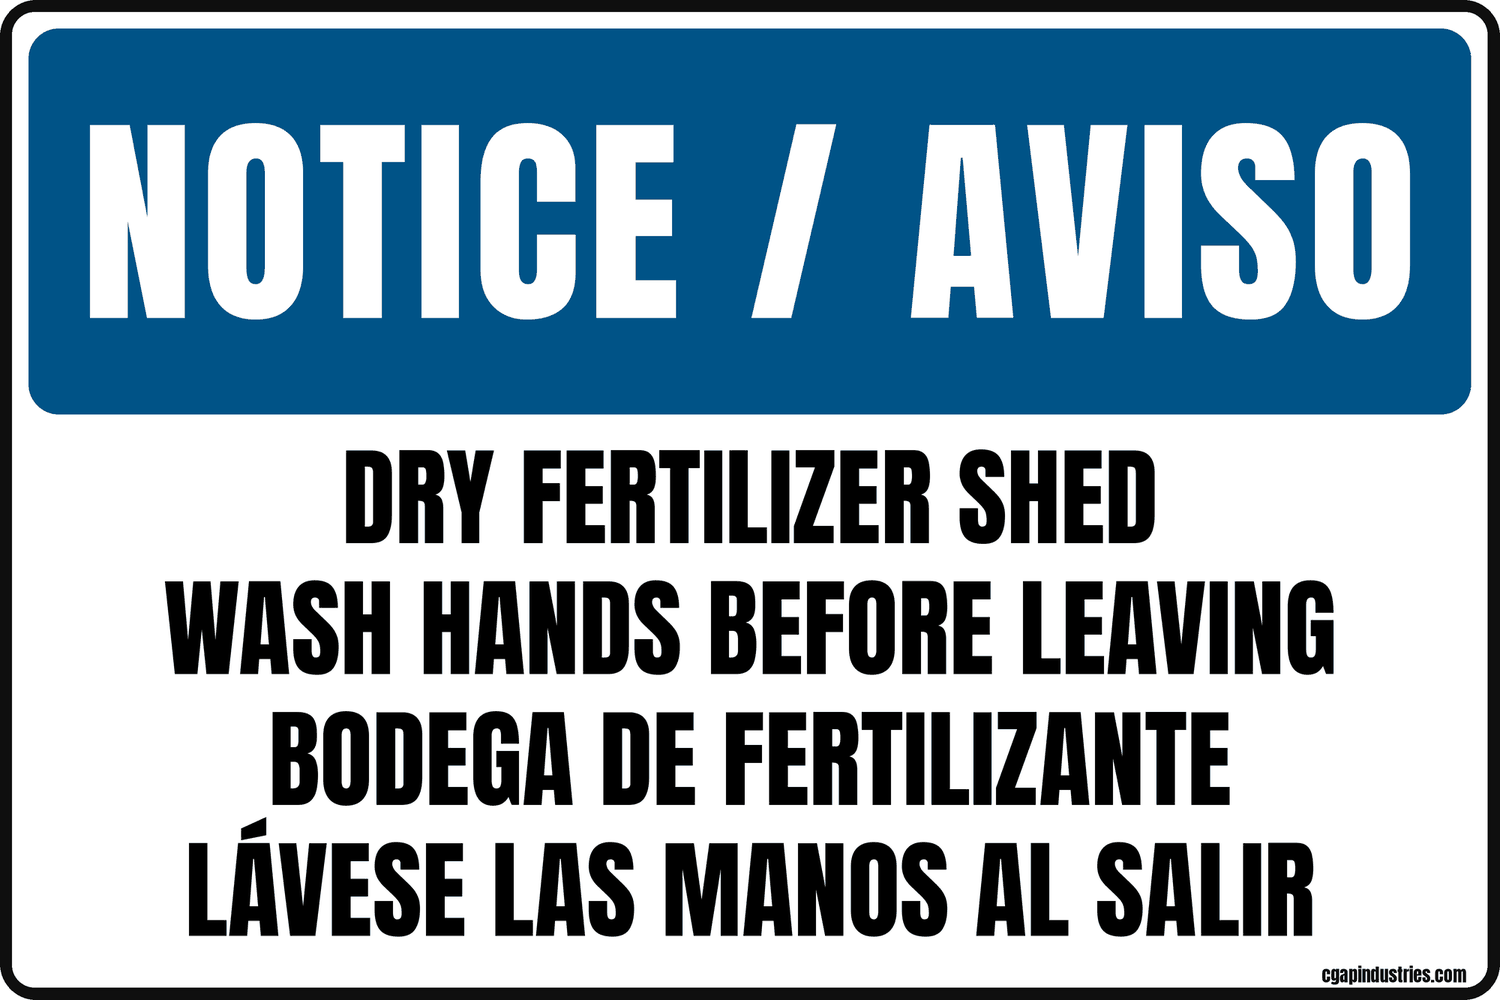 NOTICE / AVISO
DRY FERTILIZER SHED
WASH HANDS BEFORE LEAVING
BODEGA DE FERTILIZANTE
LÁVESE LAS MANOS AL SALIR
cgapindustries.com